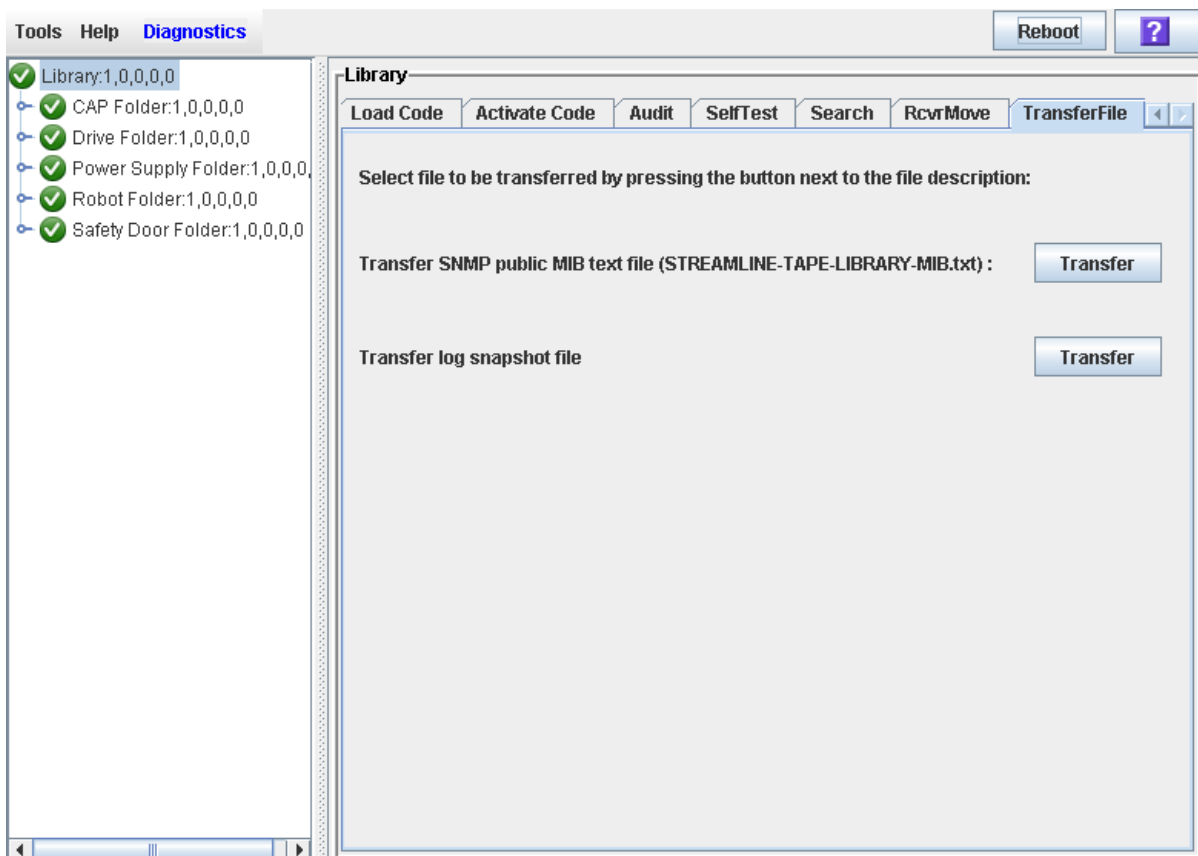 Tools Help Diagnostics
Reboot
?
Library:1,0,0,0,0
CAP Folder:1,0,0,0,0
Drive Folder:1,0,0,0,0
Power Supply Folder:1,0,0,0,
Robot Folder:1,0,0,0,0
Safety Door Folder:1,0,0,0,0
Library
Load Code Activate Code Audit SelfTest Search RcvrMove TransferFile
Select file to be transferred by pressing the button next to the file description:
Transfer SNMP public MIB text file (STREAMLINE-TAPE-LIBRARY-MIB.txt) : Transfer
Transfer log snapshot file Transfer